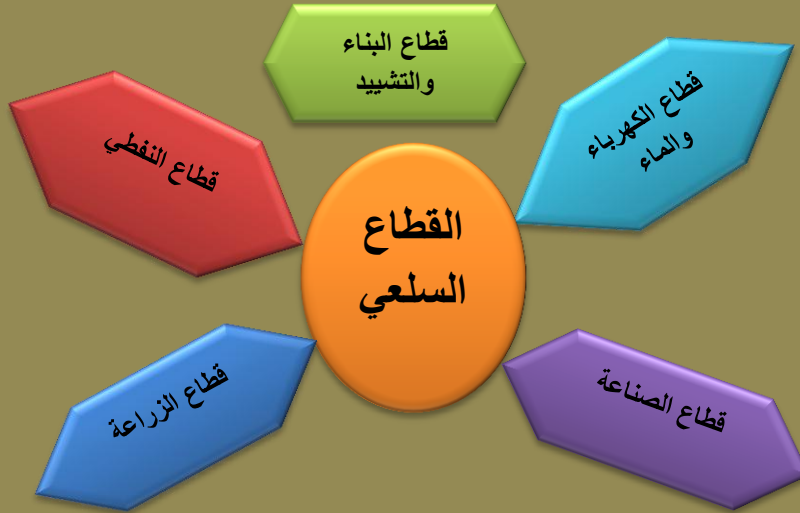 قطاع البناء
والتشييد
قطاع الكهرباء
والماء
قطاع النفطي
القطاع
السلعي
قطاع الصناعة
قطاع الزراعة